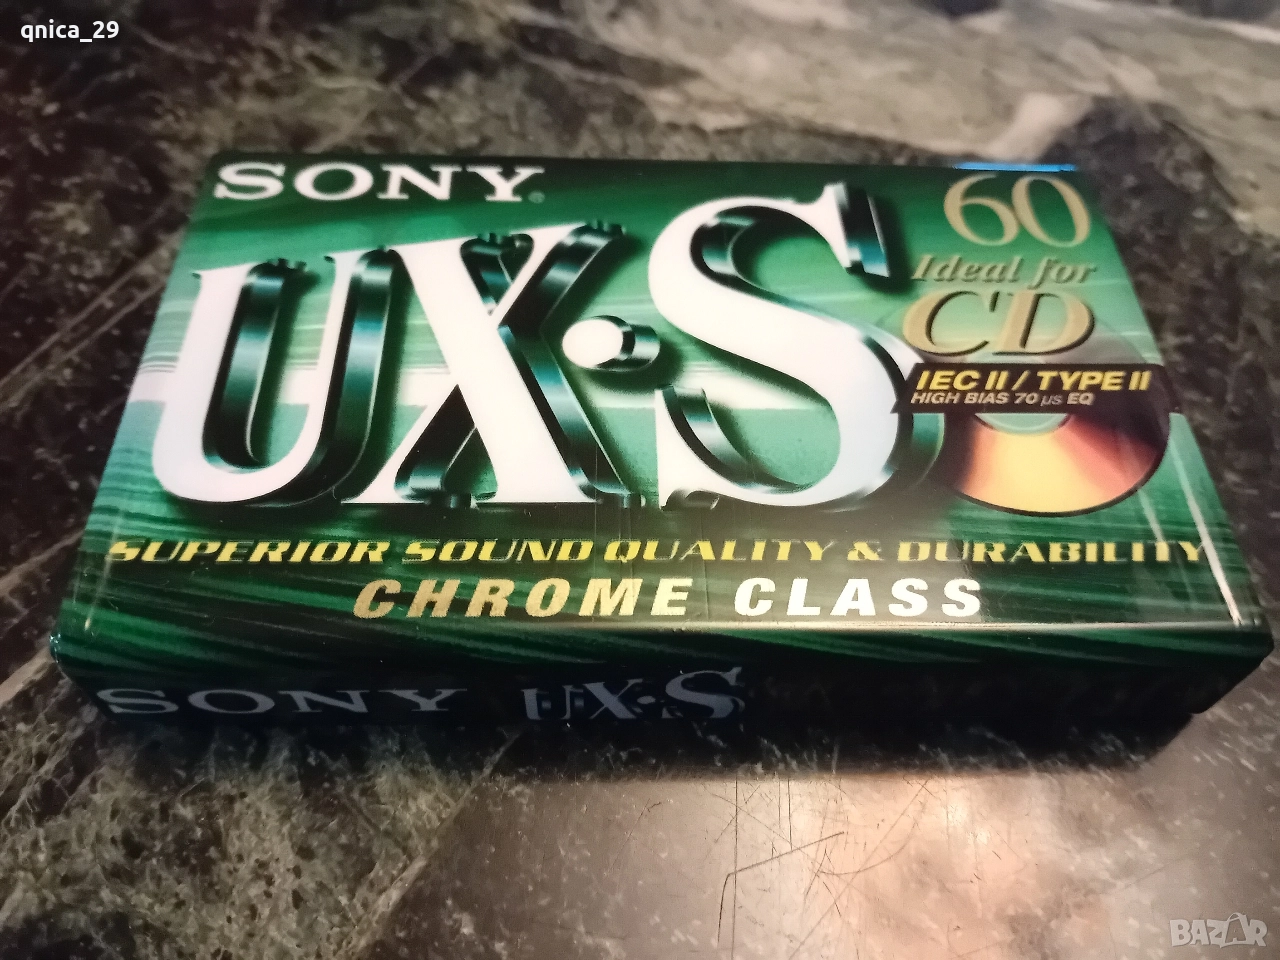 qnica_29
SONY®
UX·S
60
Ideal for
CD
IEC II / TYPE II
HIGH BIAS 70 µs EQ
SUPERIOR SOUND QUALITY & DURABILITY
CHROME CLASS
SONY UX·S
BAZAR